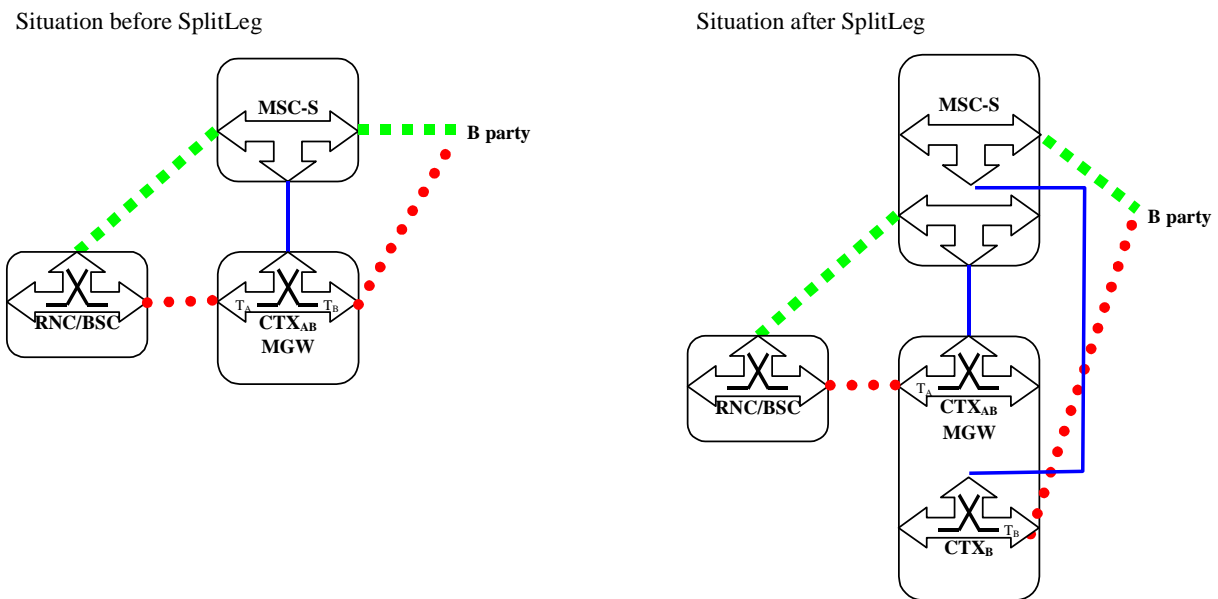 Situation before SplitLeg
MSC-S
B party
RNC/BSC
T_A
T_B
CTX_AB
MGW
Situation after SplitLeg
MSC-S
B party
RNC/BSC
T_A
CTX_AB
MGW
T_B
CTX_B